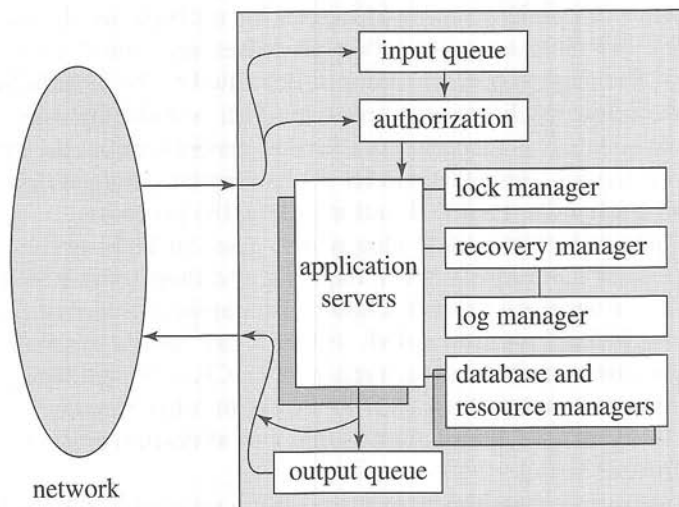 input queue
authorization
lock manager
recovery manager
application
servers
log manager
database and
resource managers
output queue
network